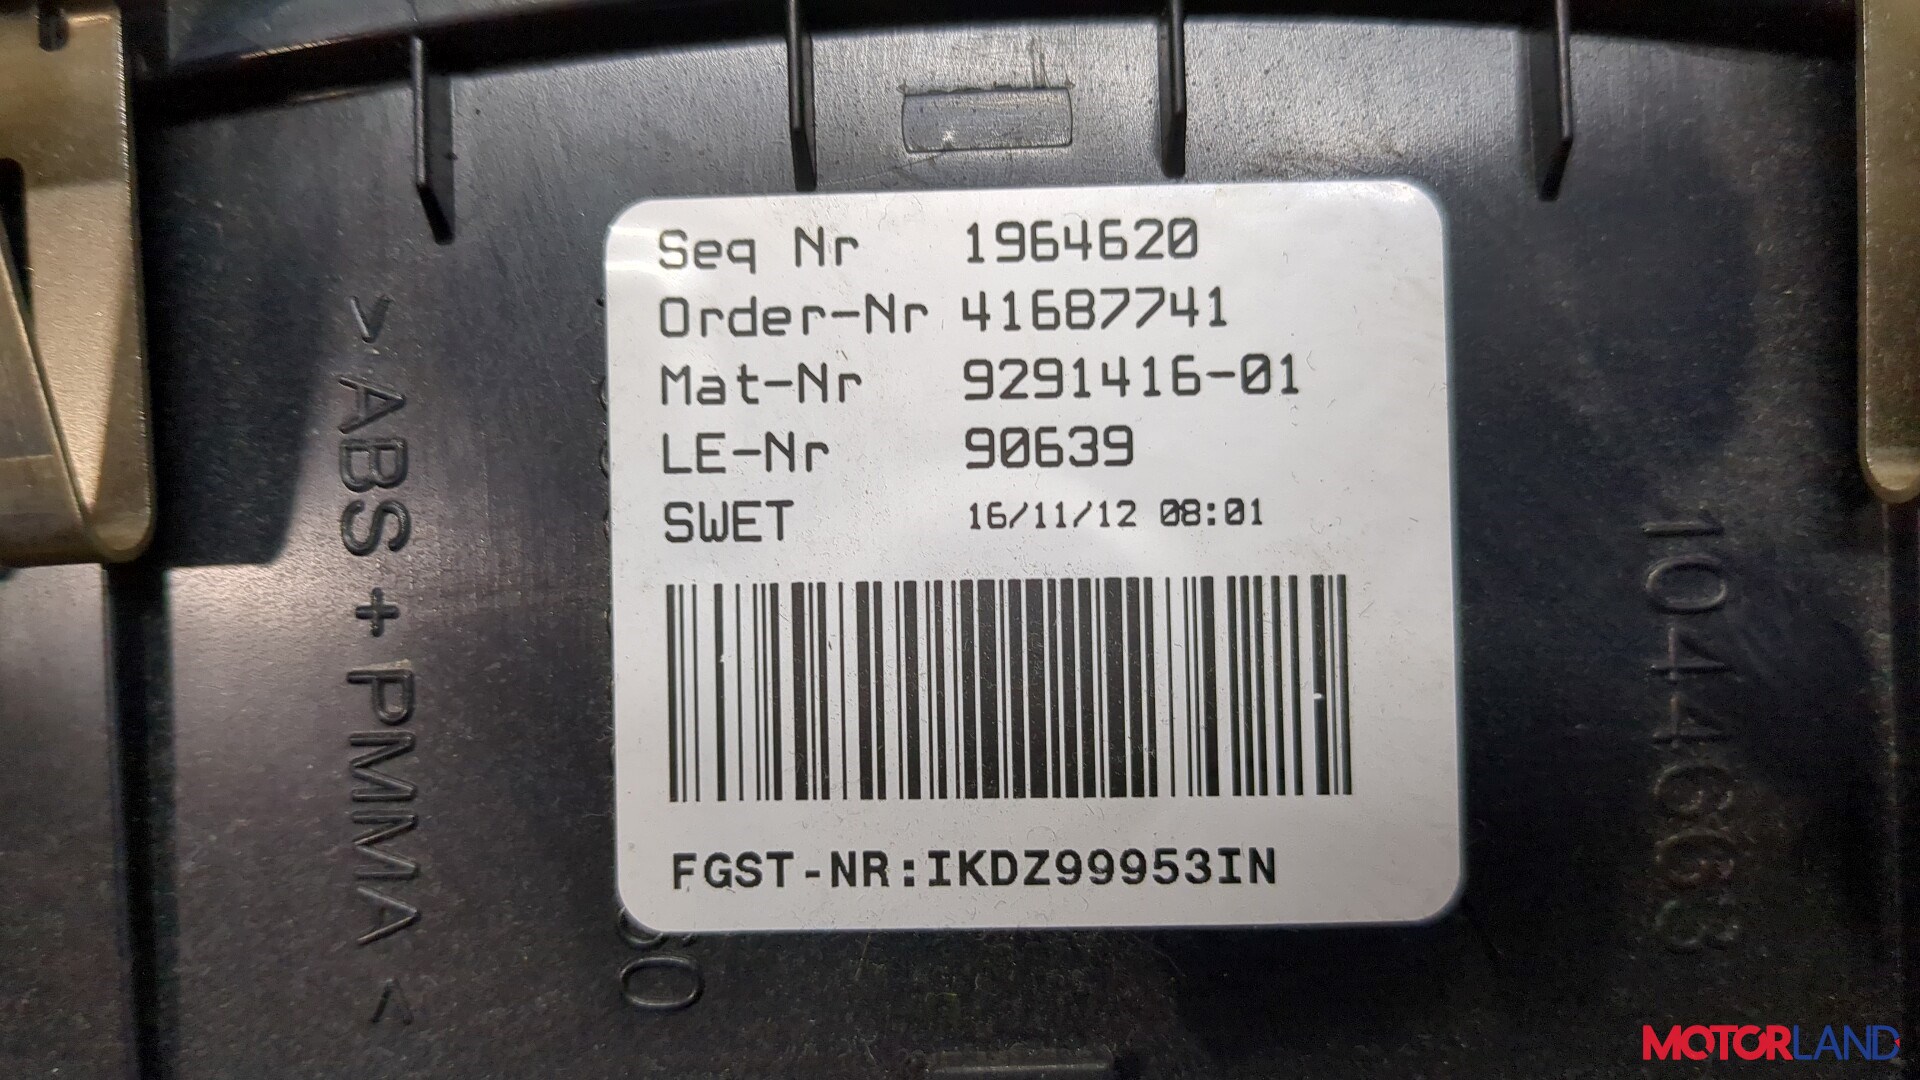 Seq Nr 1964620
Order-Nr 41687741
Mat-Nr 9291416-01
LE-Nr 90639
SWET 16/11/12 08:01
FGST-NR:IKDZ99953IN
>ABS+PMMA<
MOTORLAND